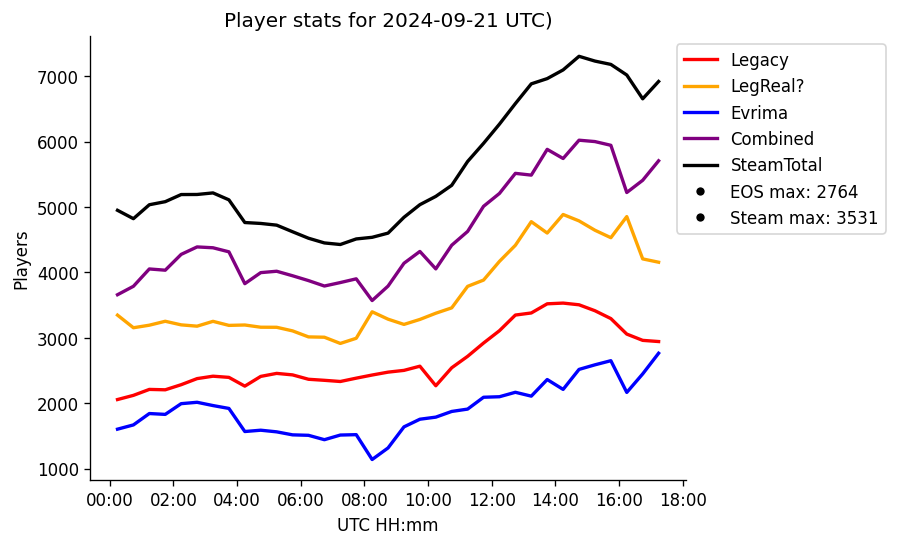 Player stats for 2024-09-21 UTC)
Legacy
LegReal?
Evrima
Combined
SteamTotal
EOS max: 2764
Steam max: 3531
7000
6000
5000
4000
3000
2000
1000
Players
00:00 02:00 04:00 06:00 08:00 10:00 12:00 14:00 16:00 18:00
UTC HH:mm